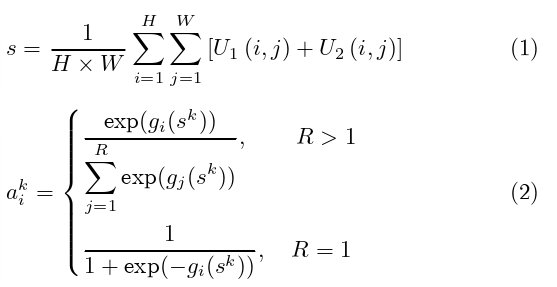 s = \frac{1}{H \times W} \sum_{i=1}^{H} \sum_{j=1}^{W} [U_1 (i, j) + U_2 (i, j)] (1)
a_i^k = \begin{cases} \frac{\exp(g_i(s^k))}{\sum_{j=1}^{R} \exp(g_j(s^k))}, & R > 1 \\ \frac{1}{1 + \exp(-g_i(s^k))}, & R = 1 \end{cases} (2)